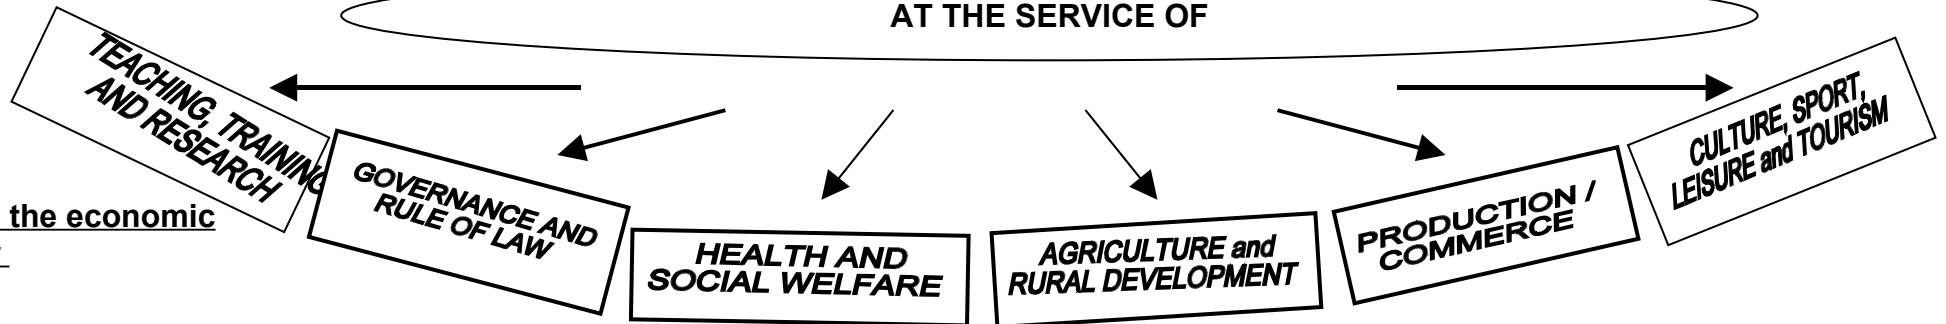 AT THE SERVICE OF
TEACHING, TRAINING
AND RESEARCH
GOVERNANCE AND
RULE OF LAW
HEALTH AND
SOCIAL WELFARE
AGRICULTURE and
RURAL DEVELOPMENT
PRODUCTION /
COMMERCE
CULTURE, SPORT,
LEISURE and TOURISM
the economic